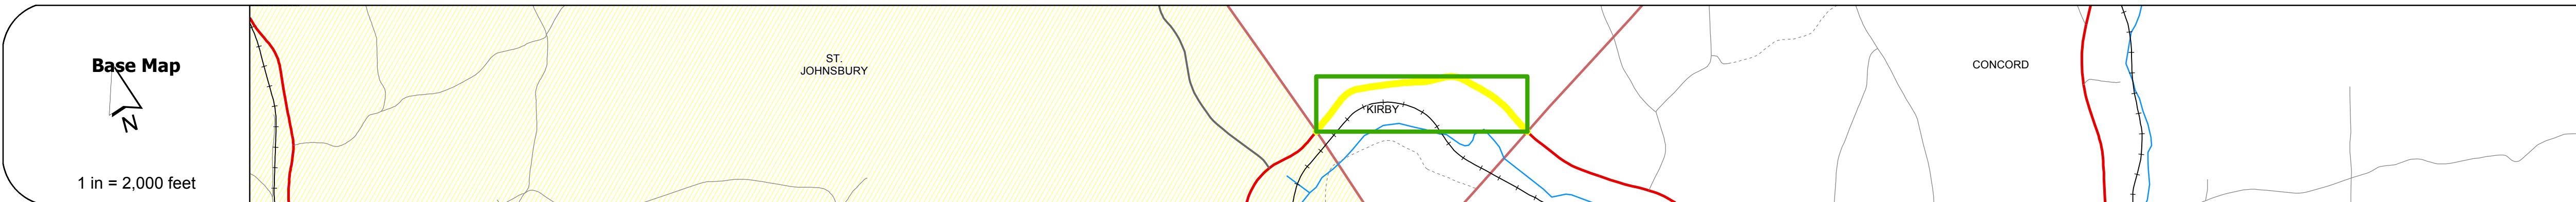 Base Map
N
1 in = 2,000 feet
ST.
JOHNSBURY
KIRBY
CONCORD